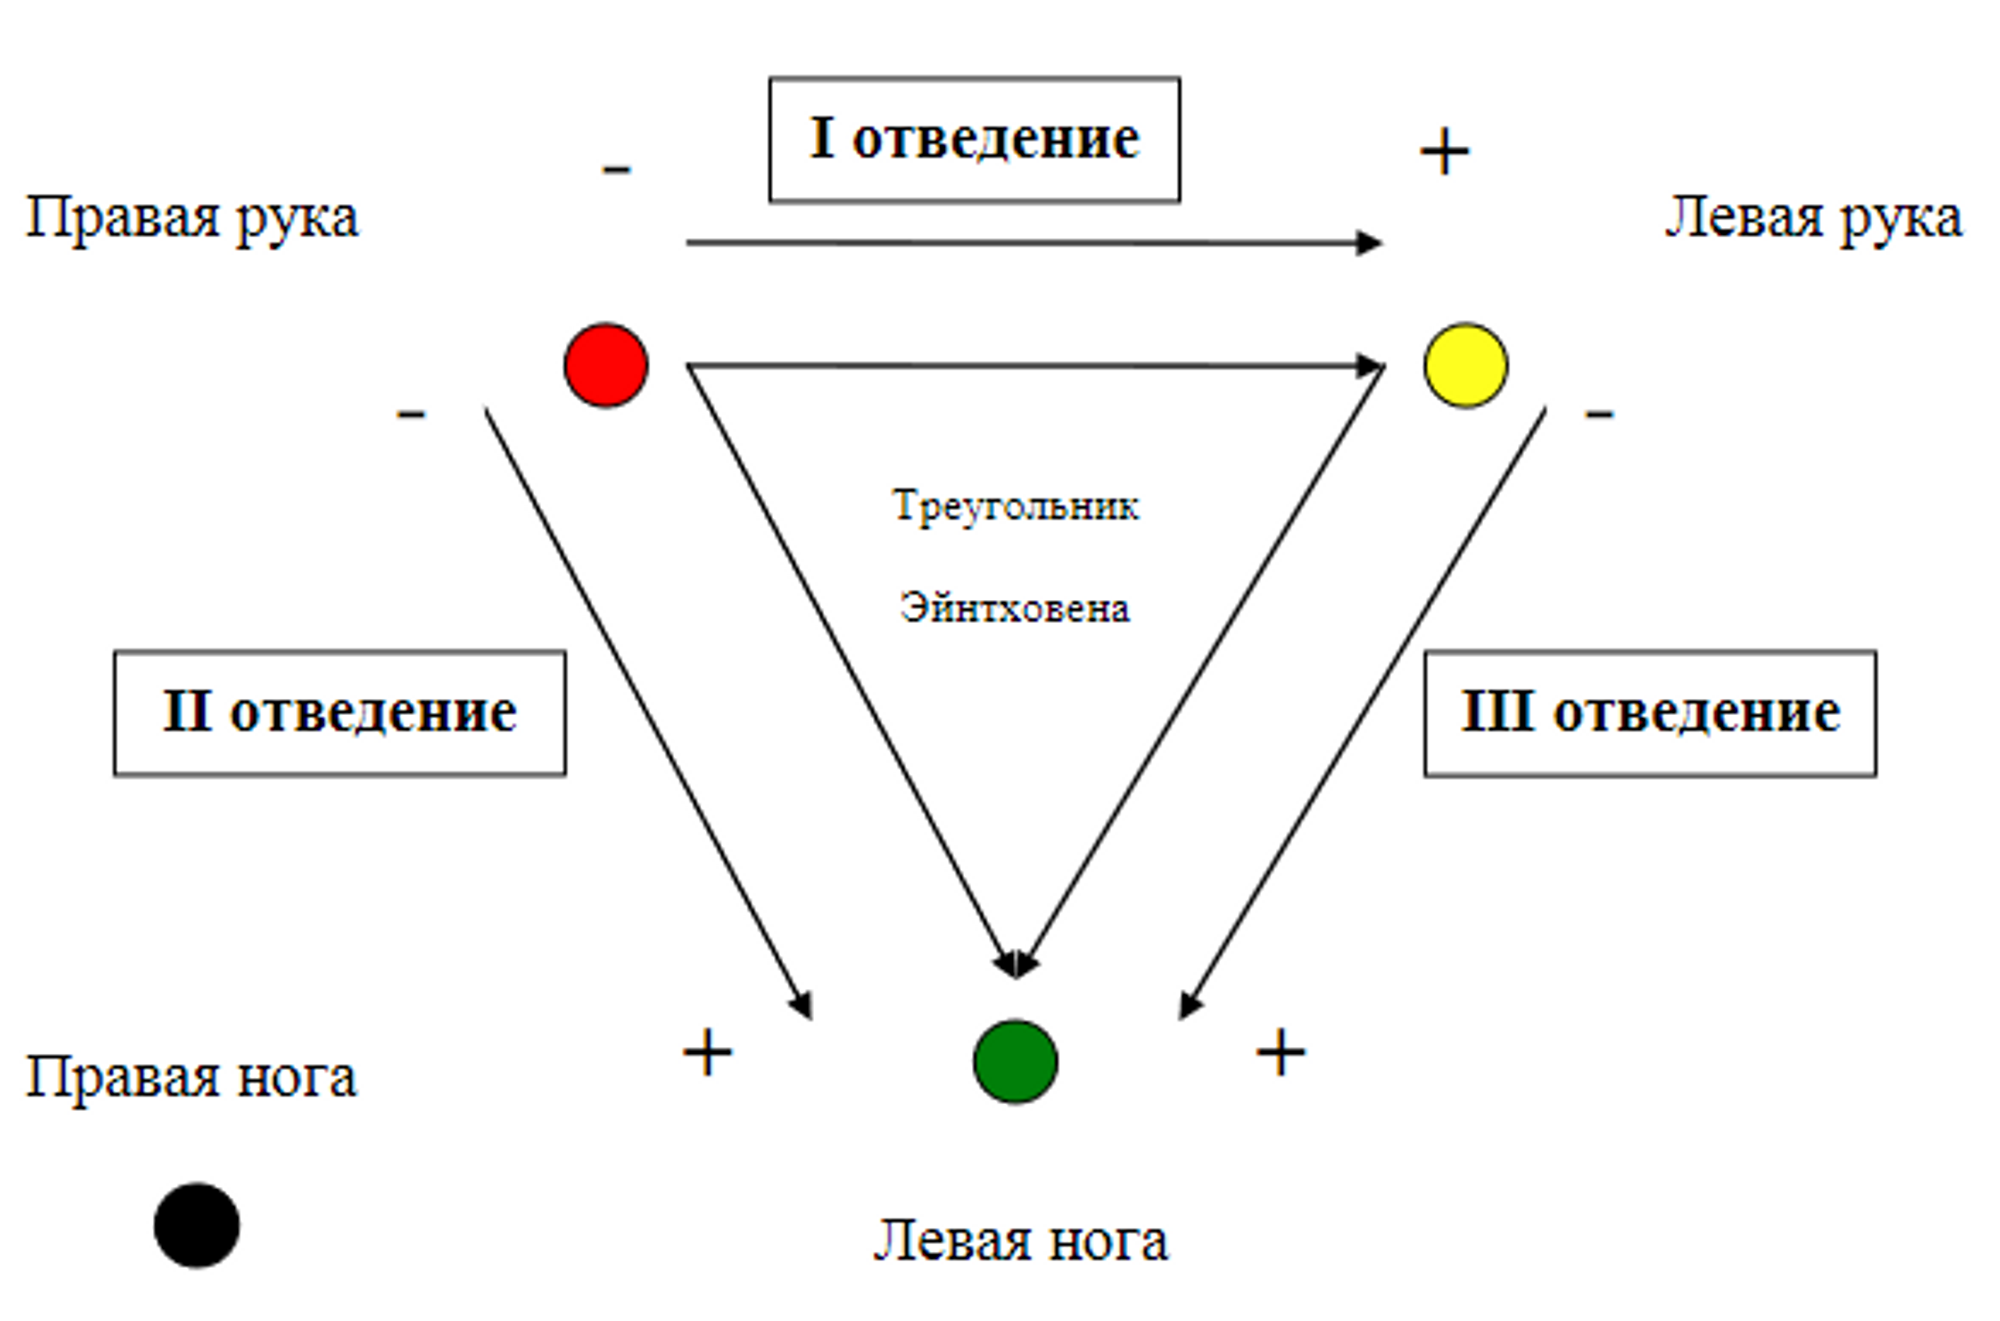 I отведение
-
+
Правая рука
Левая рука
-
-
Треугольник
Эйнтховена
II отведение
III отведение
+
+
Правая нога
Левая нога